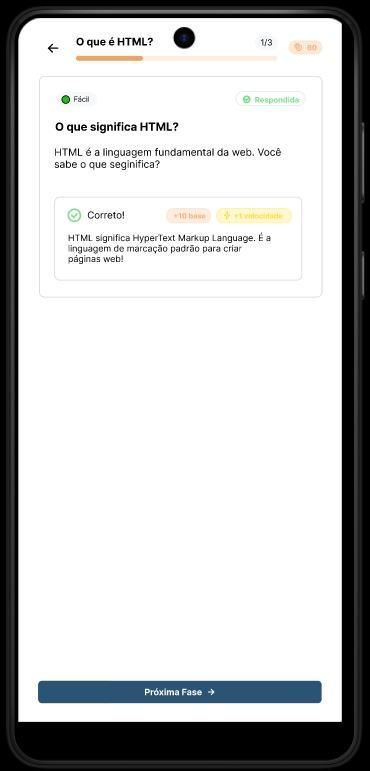 O que é HTML?
1/3
60
Fácil
Respondida
O que significa HTML?
HTML é a linguagem fundamental da web. Você
sabe o que seginifica?
Correto!
+10 base
+1 velocidade
HTML significa HyperText Markup Language. É a
linguagem de marcação padrão para criar
páginas web!
Próxima Fase →